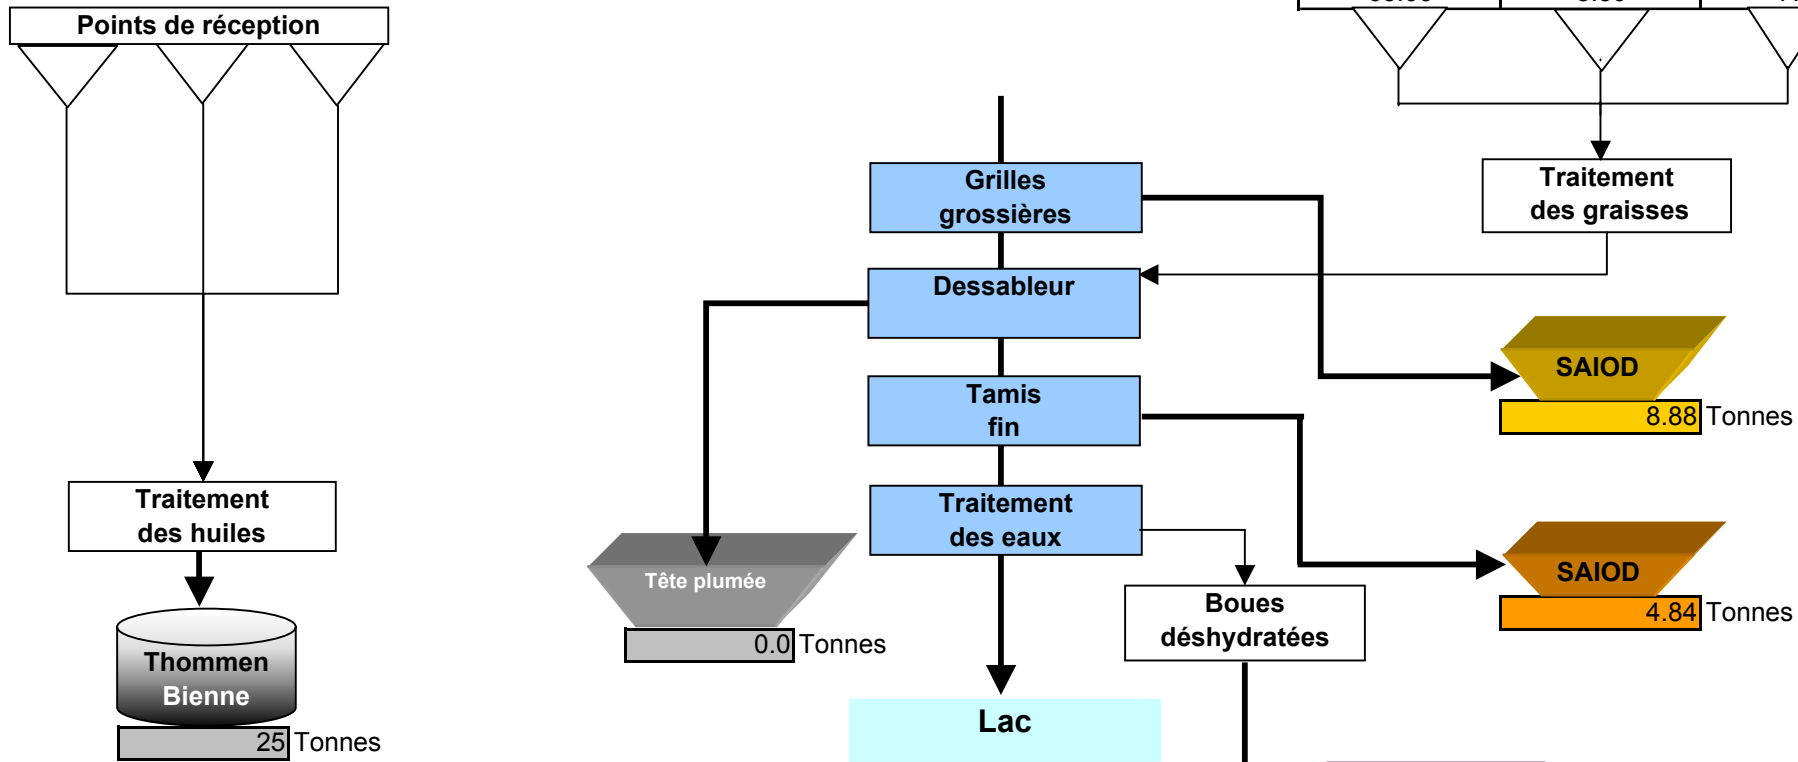 Points de réception
Grilles
grossières
Traitement
des graisses
Dessableur
SAIOD
8.88 Tonnes
Tamis
fin
Traitement
des huiles
Traitement
des eaux
Tête plumée
0.0 Tonnes
SAIOD
4.84 Tonnes
Boues
déshydratées
Thommen
Bienne
25 Tonnes
Lac